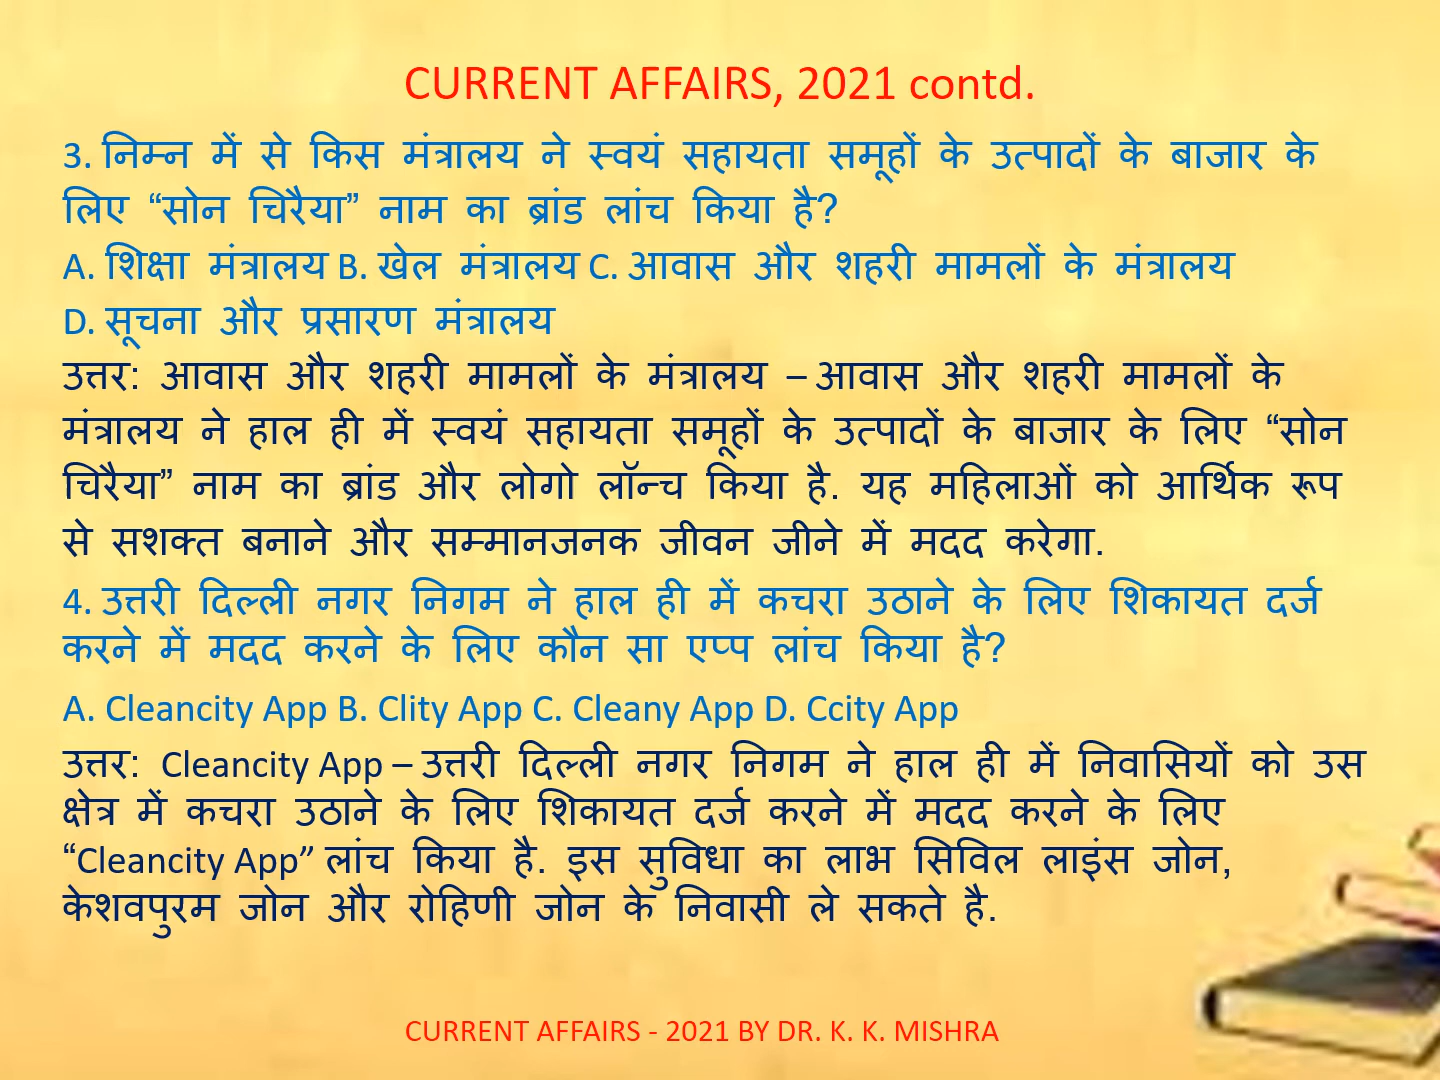 CURRENT AFFAIRS, 2021 contd.
3. निम्न में से किस मंत्रालय ने स्वयं सहायता समूहों के उत्पादों के बाजार के
लिए “सोन चिरैया” नाम का ब्रांड लांच किया है?
A. शिक्षा मंत्रालय B. खेल मंत्रालय C. आवास और शहरी मामलों के मंत्रालय
D. सूचना और प्रसारण मंत्रालय
उत्तर: आवास और शहरी मामलों के मंत्रालय – आवास और शहरी मामलों के
मंत्रालय ने हाल ही में स्वयं सहायता समूहों के उत्पादों के बाजार के लिए “सोन
चिरैया” नाम का ब्रांड और लोगो लॉन्च किया है. यह महिलाओं को आर्थिक रूप
से सशक्त बनाने और सम्मानजनक जीवन जीने में मदद करेगा.
4. उत्तरी दिल्ली नगर निगम ने हाल ही में कचरा उठाने के लिए शिकायत दर्ज
करने में मदद करने के लिए कौन सा एप्प लांच किया है?
A. Cleancity App B. Clity App C. Cleany App D. Ccity App
उत्तर: Cleancity App – उत्तरी दिल्ली नगर निगम ने हाल ही में निवासियों को उस
क्षेत्र में कचरा उठाने के लिए शिकायत दर्ज करने में मदद करने के लिए
“Cleancity App” लांच किया है. इस सुविधा का लाभ सिविल लाइंस जोन,
केशवपुरम जोन और रोहिणी जोन के निवासी ले सकते है.
CURRENT AFFAIRS - 2021 BY DR. K. K. MISHRA